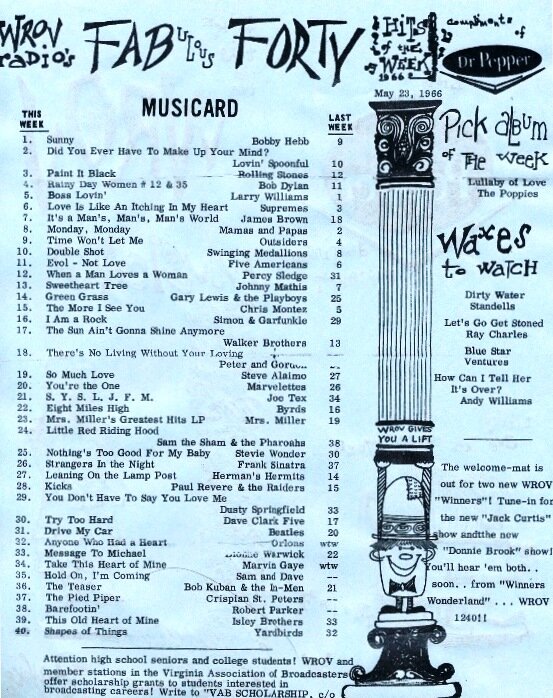 WROV radio's FABulous FORTY
Hits of the WEEK
1966
compliments of
Dr Pepper
May 23, 1966
MUSICARD
THIS WEEK
LAST WEEK
1. Sunny Bobby Hebb 9
2. Did You Ever Have To Make Up Your Mind?
Lovin' Spoonful 10
3. Paint It Black Rolling Stones 12
4. Rainy Day Women # 12 & 35 Bob Dylan 11
5. Boss Lovin' Larry Williams 1
6. Love Is Like An Itching In My Heart Supremes 3
7. It's a Man's, Man's, Man's World James Brown 18
8. Monday, Monday Mamas and Papas 2
9. Time Won't Let Me Outsiders 4
10. Double Shot Swinging Medallions 8
11. Evol - Not Love Five Americans 6
12. When a Man Loves a Woman Percy Sledge 31
13. Sweetheart Tree Johnny Mathis 7
14. Green Grass Gary Lewis & the Playboys 25
15. The More I See You Chris Montez 5
16. I Am a Rock Simon & Garfunkle 29
17. The Sun Ain't Gonna Shine Anymore
Walker Brothers 13
18. There's No Living Without Your Loving
Peter and Gordon --
19. So Much Love Steve Alaimo 27
20. You're the One Marvelettes 26
21. S. Y. S. L. J. F. M. Joe Tex 34
22. Eight Miles High Byrds 16
23. Mrs. Miller's Greatest Hits LP Mrs. Miller 19
24. Little Red Riding Hood
Sam the Sham & the Pharoahs 38
25. Nothing's Too Good For My Baby Stevie Wonder 30
26. Strangers In the Night Frank Sinatra 37
27. Leaning On the Lamp Post Herman's Hermits 14
28. Kicks Paul Revere & the Raiders 15
29. You Don't Have To Say You Love Me
Dusty Springfield 33
30. Try Too Hard Dave Clark Five 17
31. Drive My Car Beatles 20
32. Anyone Who Had a Heart Orlons wtw
33. Message To Michael Dionne Warwick 22
34. Take This Heart of Mine Marvin Gaye wtw
35. Hold On, I'm Coming Sam and Dave --
36. The Teaser Bob Kuban & the In-Men 21
37. The Pied Piper Crispian St. Peters --
38. Barefootin' Robert Parker --
39. This Old Heart of Mine Isley Brothers 33
40. Shapes of Things Yardbirds 32
Attention high school seniors and college students! WROV and
member stations in the Virginia Association of Broadcasters
offer scholarship grants to students interested in
broadcasting careers! Write to "VAB SCHOLARSHIP, c/o
WROV GIVES
YOU A LIFT
Pick album
of THE week
Lullaby of Love
The Poppies
Waxes
to WATCH
Dirty Water
Standells
Let's Go Get Stoned
Ray Charles
Blue Star
Ventures
How Can I Tell Her
It's Over?
Andy Williams
The welcome-mat is
out for two new WROV
"Winners"! Tune-in for
the new "Jack Curtis"
show andtthe new
"Donnie Brook" show!
You'll hear 'em both..
soon.. from "Winners
Wonderland" ... WROV
1240!!